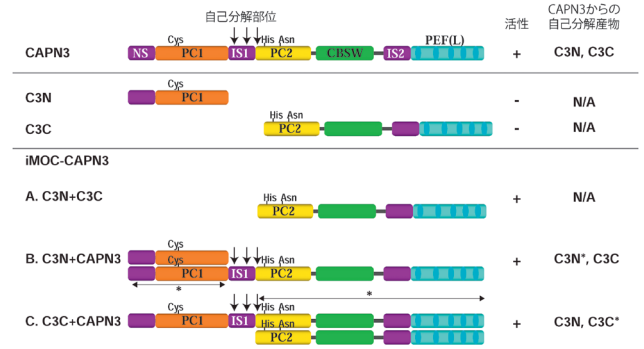 自己分解部位
活性
CAPN3からの
自己分解産物
CAPN3
Cys
His Asn
PEF(L)
NS PC1 IS1 PC2 CBSW IS2
+
C3N, C3C
C3N
Cys
PC1
-
N/A
C3C
His Asn
PC2
-
N/A
iMOC-CAPN3
A. C3N+C3C
His Asn
PC2
+
N/A
B. C3N+CAPN3
Cys
Cys
His Asn
PC1 IS1 PC2
+
C3N*, C3C
*
*
C. C3C+CAPN3
Cys
His Asn
PC1 IS1 His Asn
PC2
+
C3N, C3C*